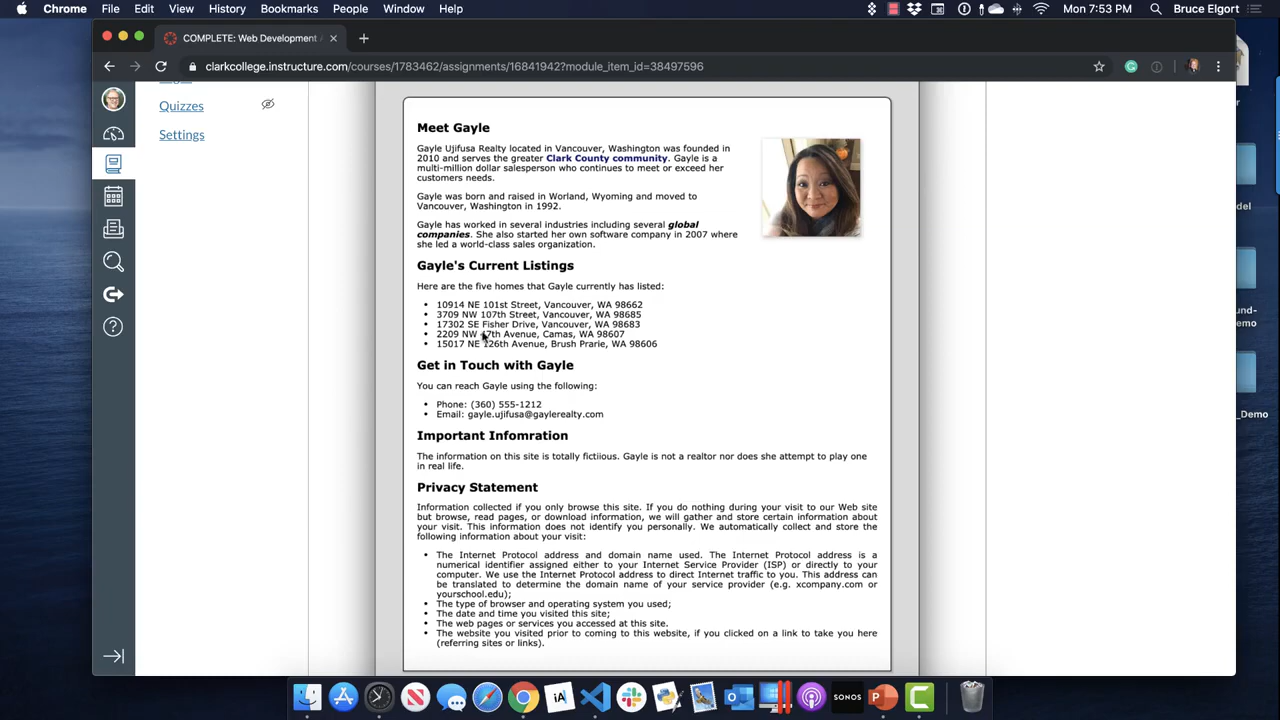 Chrome File Edit View History Bookmarks People Window Help Mon 7:53 PM Bruce Elgort
COMPLETE: Web Development
clarkcollege.instructure.com/courses/1783462/assignments/16841942?module_item_id=38497596
Quizzes
Settings
Meet Gayle
Gayle Ujifusa Realty located in Vancouver, Washington was founded in
2010 and serves the greater Clark County community. Gayle is a
multi-million dollar salesperson who continues to meet or exceed her
customers needs.
Gayle was born and raised in Worland, Wyoming and moved to
Vancouver, Washington in 1992.
Gayle has worked in several industries including several global
companies. She also started her own software company in 2007 where
she led a world-class sales organization.
Gayle's Current Listings
Here are the five homes that Gayle currently has listed:
• 10914 NE 101st Street, Vancouver, WA 98662
• 3709 NW 107th Street, Vancouver, WA 98685
• 17302 SE Fisher Drive, Vancouver, WA 98683
• 2209 NW Avenue, Camas, WA 98607
• 15017 NE 126th Avenue, Brush Prarie, WA 98606
Get in Touch with Gayle
You can reach Gayle using the following:
• Phone: (360) 555-1212
• Email: gayle.ujifusa@gaylerealty.com
Important Infomration
The information on this site is totally fictiious. Gayle is not a realtor nor does she attempt to play one
in real life.
Privacy Statement
Information collected if you only browse this site. If you do nothing during your visit to our Web site
but browse, read pages, or download information, we will gather and store certain information about
your visit. This information does not identify you personally. We automatically collect and store the
following information about your visit:
• The Internet Protocol address and domain name used. The Internet Protocol address is a
numerical identifier assigned either to your Internet Service Provider (ISP) or directly to your
computer. We use the Internet Protocol address to direct Internet traffic to you. This address can
be translated to determine the domain name of your service provider (e.g. xcompany.com or
yourschool.edu);
• The type of browser and operating system you used;
• The date and time you visited this site;
• The web pages or services you accessed at this site.
• The website you visited prior to coming to this website, if you clicked on a link to take you here
(referring sites or links).
del
und-
emo
_Demo
iA
SONOS